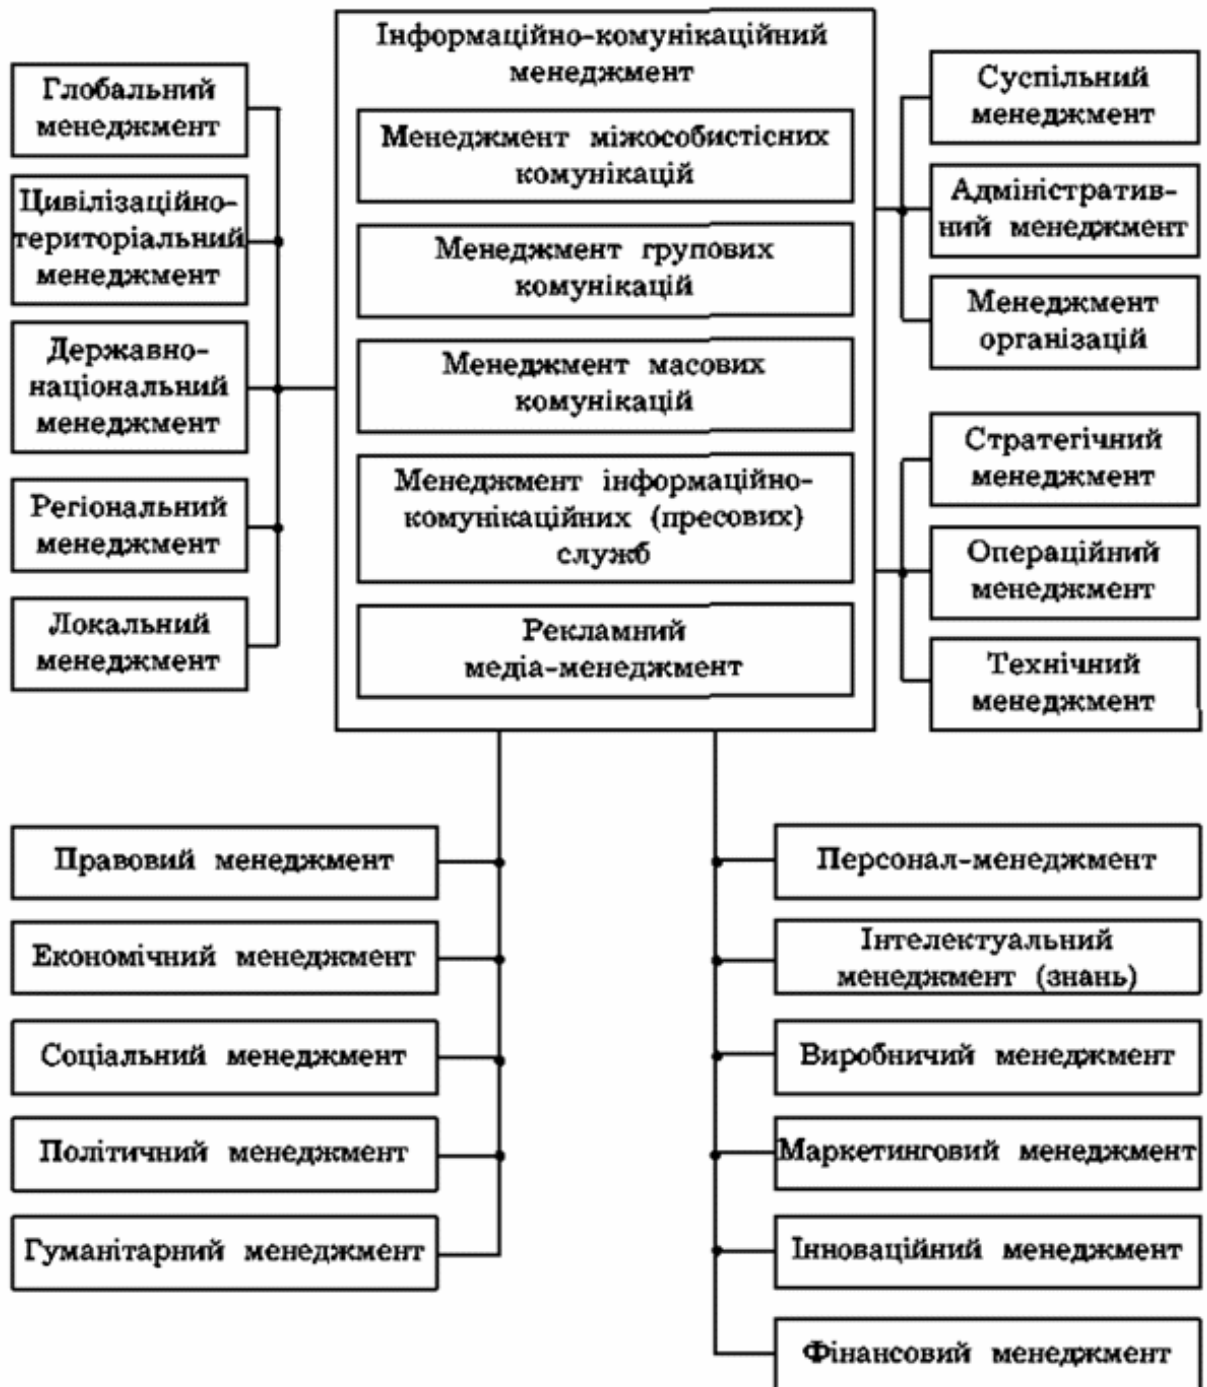 Інформаційно-комунікаційний
менеджмент
Менеджмент міжособистісних
комунікацій
Менеджмент групових
комунікацій
Менеджмент масових
комунікацій
Менеджмент інформаційно-
комунікаційних (пресових)
служб
Рекламний
медіа-менеджмент
Глобальний
менеджмент
Цивілізаційно-
територіальний
менеджмент
Державно-
національний
менеджмент
Регіональний
менеджмент
Локальний
менеджмент
Суспільний
менеджмент
Адміністратив-
ний менеджмент
Менеджмент
організацій
Стратегічний
менеджмент
Операційний
менеджмент
Технічний
менеджмент
Правовий менеджмент
Економічний менеджмент
Соціальний менеджмент
Політичний менеджмент
Гуманітарний менеджмент
Персонал-менеджмент
Інтелектуальний
менеджмент (знань)
Виробничий менеджмент
Маркетинговий менеджмент
Інноваційний менеджмент
Фінансовий менеджмент